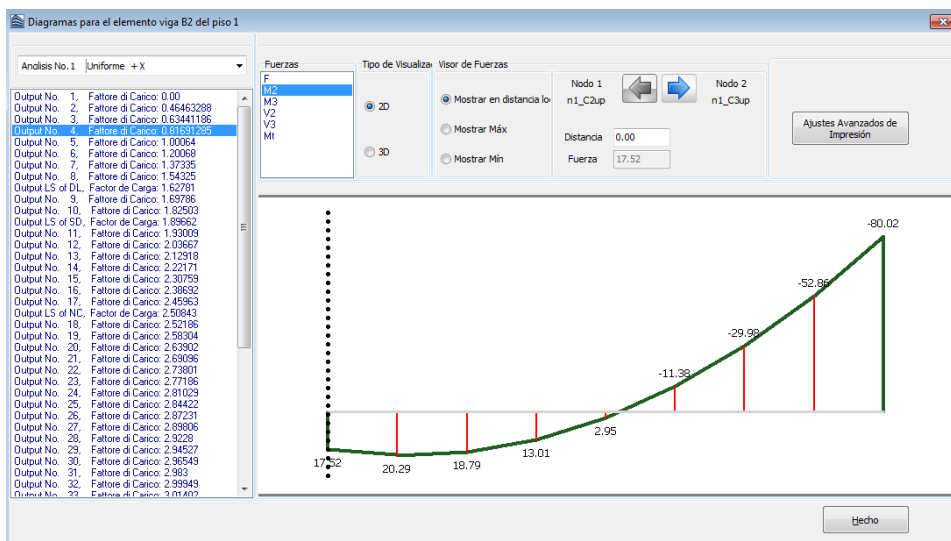 Diagramas para el elemento viga B2 del piso 1
Analisis No. 1 Uniforme +X
Output No. 1, Fattore di Carico: 0.00
Output No. 2, Fattore di Carico: 0.46463288
Output No. 3, Fattore di Carico: 0.63441186
Output No. 4, Fattore di Carico: 0.81691285
Output No. 5, Fattore di Carico: 1.00064
Output No. 6, Fattore di Carico: 1.20068
Output No. 7, Fattore di Carico: 1.37335
Output No. 8, Fattore di Carico: 1.54325
Output LS of DL, Factor de Carga: 1.62781
Output No. 9, Fattore di Carico: 1.69786
Output No. 10, Fattore di Carico: 1.82503
Output LS of SD, Factor de Carga: 1.89662
Output No. 11, Fattore di Carico: 1.93009
Output No. 12, Fattore di Carico: 2.03667
Output No. 13, Fattore di Carico: 2.12918
Output No. 14, Fattore di Carico: 2.22171
Output No. 15, Fattore di Carico: 2.30759
Output No. 16, Fattore di Carico: 2.38692
Output No. 17, Fattore di Carico: 2.45963
Output LS of NC, Factor de Carga: 2.50843
Output No. 18, Fattore di Carico: 2.52186
Output No. 19, Fattore di Carico: 2.58304
Output No. 20, Fattore di Carico: 2.63902
Output No. 21, Fattore di Carico: 2.69096
Output No. 22, Fattore di Carico: 2.73801
Output No. 23, Fattore di Carico: 2.77186
Output No. 24, Fattore di Carico: 2.81029
Output No. 25, Fattore di Carico: 2.84422
Output No. 26, Fattore di Carico: 2.87231
Output No. 27, Fattore di Carico: 2.89806
Output No. 28, Fattore di Carico: 2.9228
Output No. 29, Fattore di Carico: 2.94527
Output No. 30, Fattore di Carico: 2.96549
Output No. 31, Fattore di Carico: 2.983
Output No. 32, Fattore di Carico: 2.99949
Output No. 33, Fattore di Carico: 3.01402
Fuerzas
F
M2
M3
V2
V3
Mt
Tipo de Visualiza
2D
3D
Visor de Fuerzas
Mostrar en distancia lo
Mostrar Máx
Mostrar Mín
Nodo 1
n1_C2up
Nodo 2
n1_C3up
Distancia 0.00
Fuerza 17.52
Ajustes Avanzados de
Impresión
-80.02
-52.86
-29.98
-11.38
2.95
13.01
17.52
20.29
18.79
Hecho